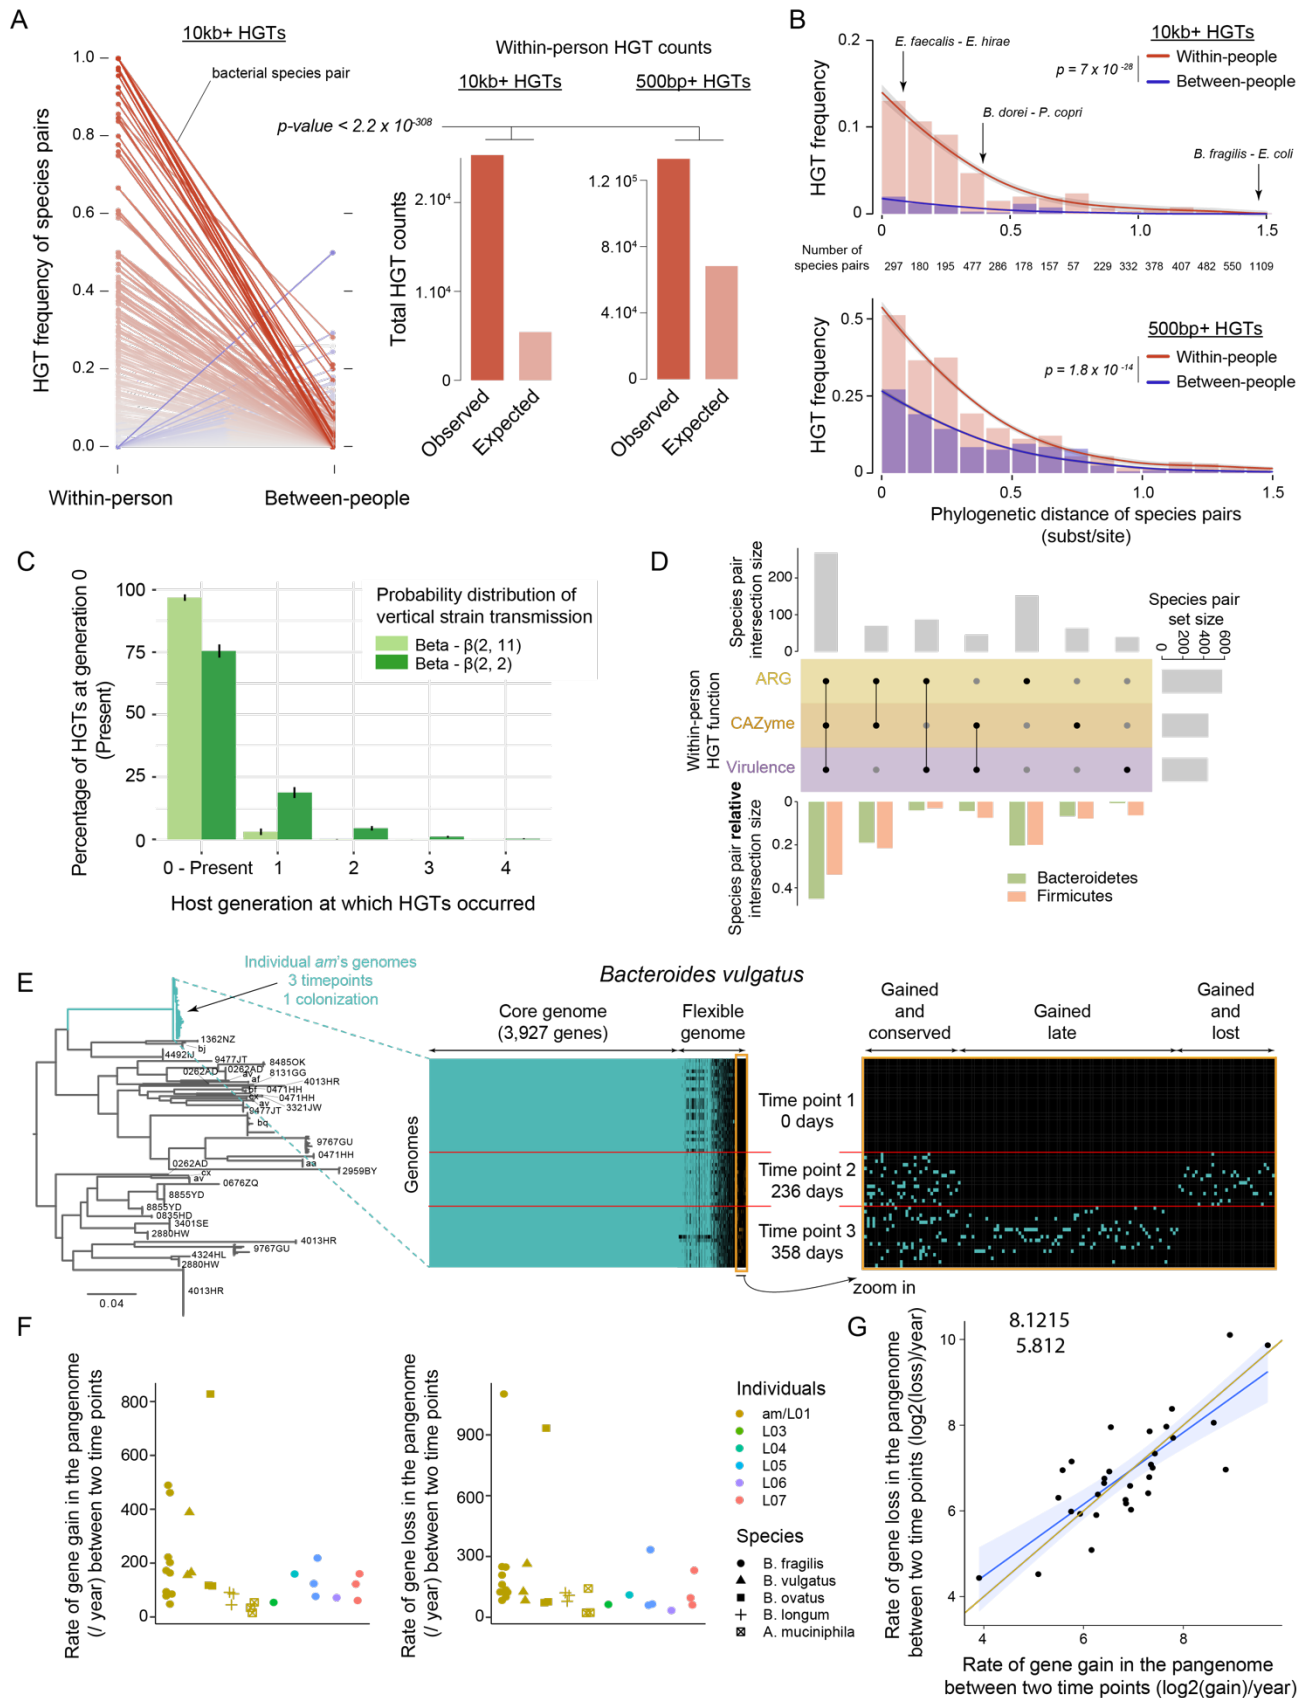 A
10kb+ HGTs
bacterial species pair
HGT frequency of species pairs
1.0
0.8
0.6
0.4
0.2
0.0
Within-person
Between-people
Within-person HGT counts
10kb+ HGTs
500bp+ HGTs
p-value < 2.2 x 10⁻³⁰⁸
Total HGT counts
2.10⁴
1.10⁴
0
1.2 10⁵
8.10⁴
4.10⁴
0
Observed
Expected
Observed
Expected
B
10kb+ HGTs
Within-people
Between-people
p = 7 x 10⁻²⁸
E. faecalis - E. hirae
B. dorei - P. copri
B. fragilis - E. coli
HGT frequency
0.2
0.1
0
0
0.5
1.0
1.5
Number of
species pairs
297 180 195 477 286 178 157 57 229 332 378 407 482 550 1109
500bp+ HGTs
Within-people
Between-people
p = 1.8 x 10⁻¹⁴
HGT frequency
0.5
0.25
0
0
0.5
1.0
1.5
Phylogenetic distance of species pairs
(subst/site)
C
Percentage of HGTs at generation 0
(Present)
100
75
50
25
0
Probability distribution of
vertical strain transmission
Beta - β(2, 11)
Beta - β(2, 2)
0 - Present
1
2
3
4
Host generation at which HGTs occurred
D
Species pair
intersection size
200
100
0
Species pair
set size
0
200
400
600
Within-person
HGT function
ARG
CAZyme
Virulence
Species pair relative
intersection size
0
0.2
0.4
Bacteroidetes
Firmicutes
E
Individual am's genomes
3 timepoints
1 colonization
1362NZ
bj
4492IJ
9477JT
8485OK
0262AD
0262AD
av
8131GG
af
4013HR
bf
0471HH
cx
0471HH
av
3321JW
9477JT
bq
9767GU
0471HH
aa
0262AD
2959BY
cx
av
0676ZQ
8855YD
8855YD
0835HD
3401SE
2880HW
4013HR
9767GU
4324HL
2880HW
4013HR
0.04
Bacteroides vulgatus
Core genome
(3,927 genes)
Flexible
genome
Genomes
Time point 1
0 days
Time point 2
236 days
Time point 3
358 days
Gained
and
conserved
Gained
late
Gained
and
lost
zoom in
F
Rate of gene gain in the pangenome
(/ year) between two time points
800
600
400
200
0
Rate of gene loss in the pangenome
(/ year) between two time points
900
600
300
0
Individuals
am/L01
L03
L04
L05
L06
L07
Species
B. fragilis
B. vulgatus
B. ovatus
B. longum
A. muciniphila
G
8.1215
5.812
Rate of gene loss in the pangenome
between two time points (log2(loss)/year)
10
8
6
4
4
6
8
Rate of gene gain in the pangenome
between two time points (log2(gain)/year)